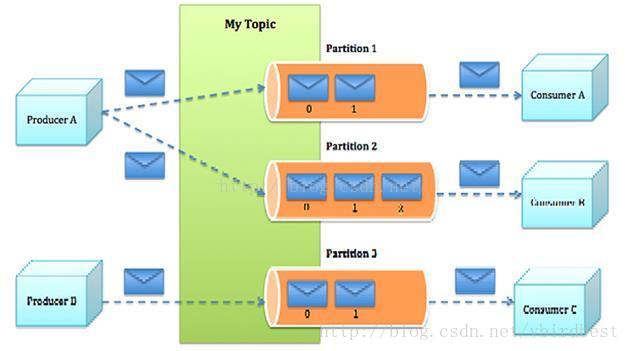 My Topic
Partition 1
Producer A
0 1
Consumer A
Partition 2
http://blog.csdn.net/
0 1 2
Consumer B
Partition 3
Producer B
0 1
Consumer C
http://blog.csdn.net/ybirdbest